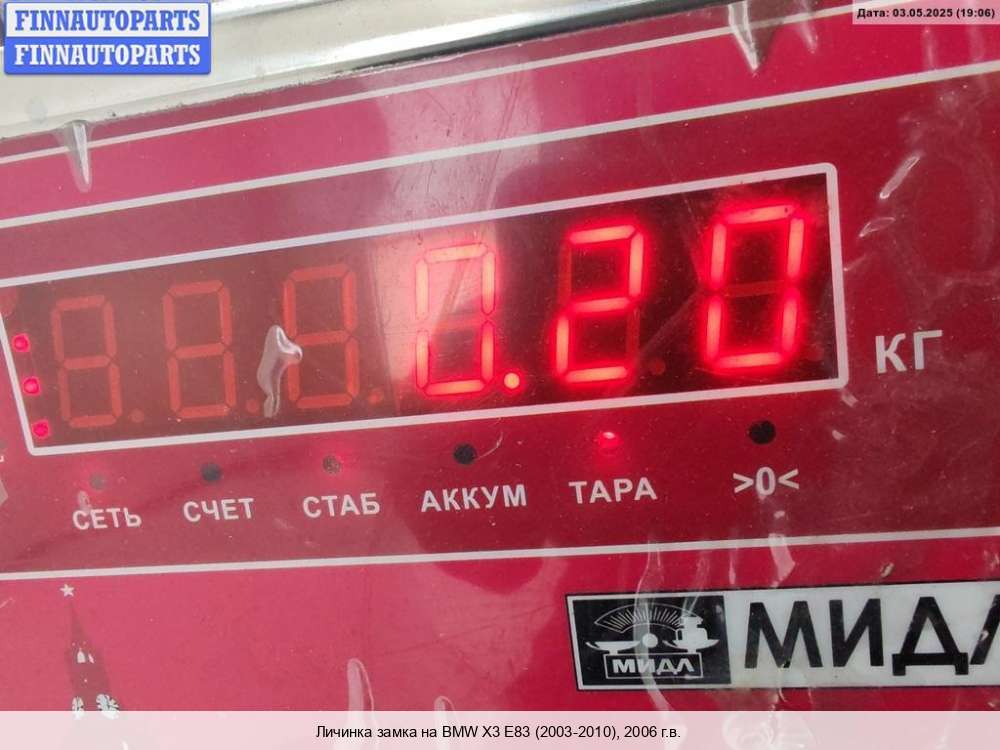 FINNAUTOPARTS
FINNAUTOPARTS
Дата: 03.05.2025 (19:06)
0.20
КГ
СЕТЬ СЧЕТ СТАБ АККУМ ТАРА >0<
МИДЛ
МИДЛ
Личинка замка на BMW X3 E83 (2003-2010), 2006 г.в.